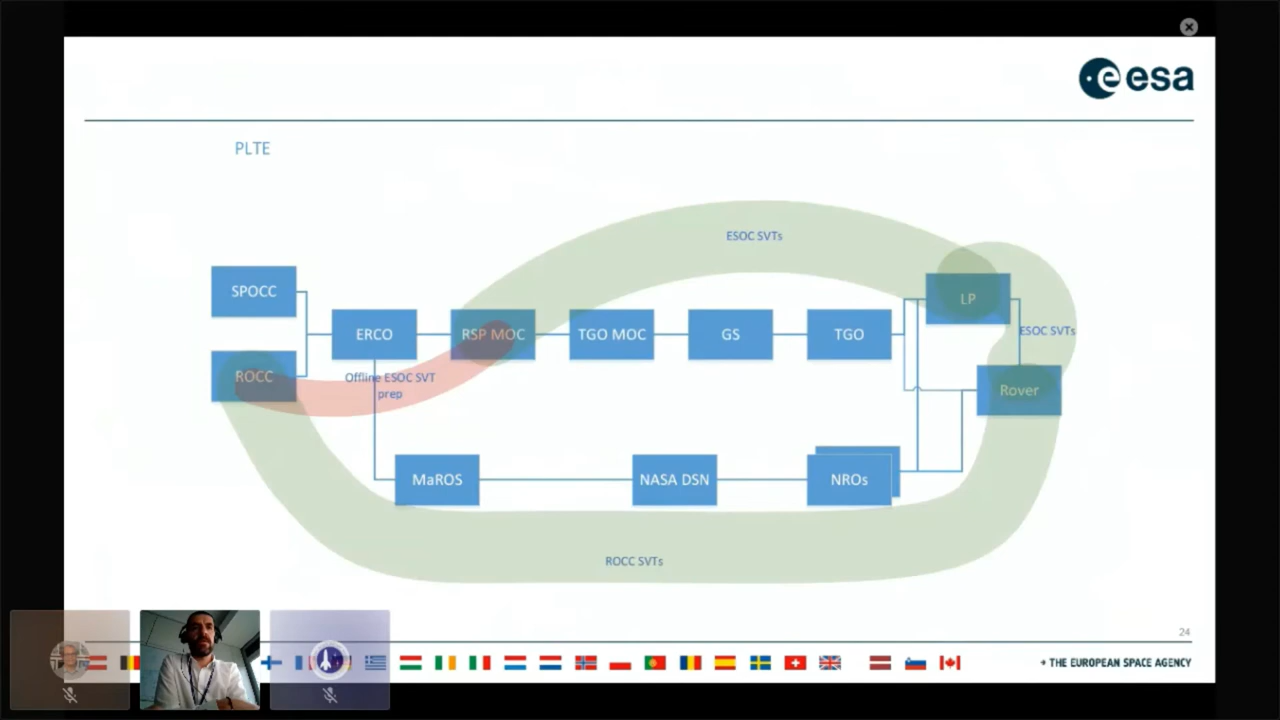 esa
PLTE
ESOC SVTs
SPOCC
LP
ERCO
RSP MOC
TGO MOC
GS
TGO
ESOC SVTs
ROCC
Offline ESOC SVT
prep
Rover
MaROS
NASA DSN
NROs
ROCC SVTs
24
→ THE EUROPEAN SPACE AGENCY